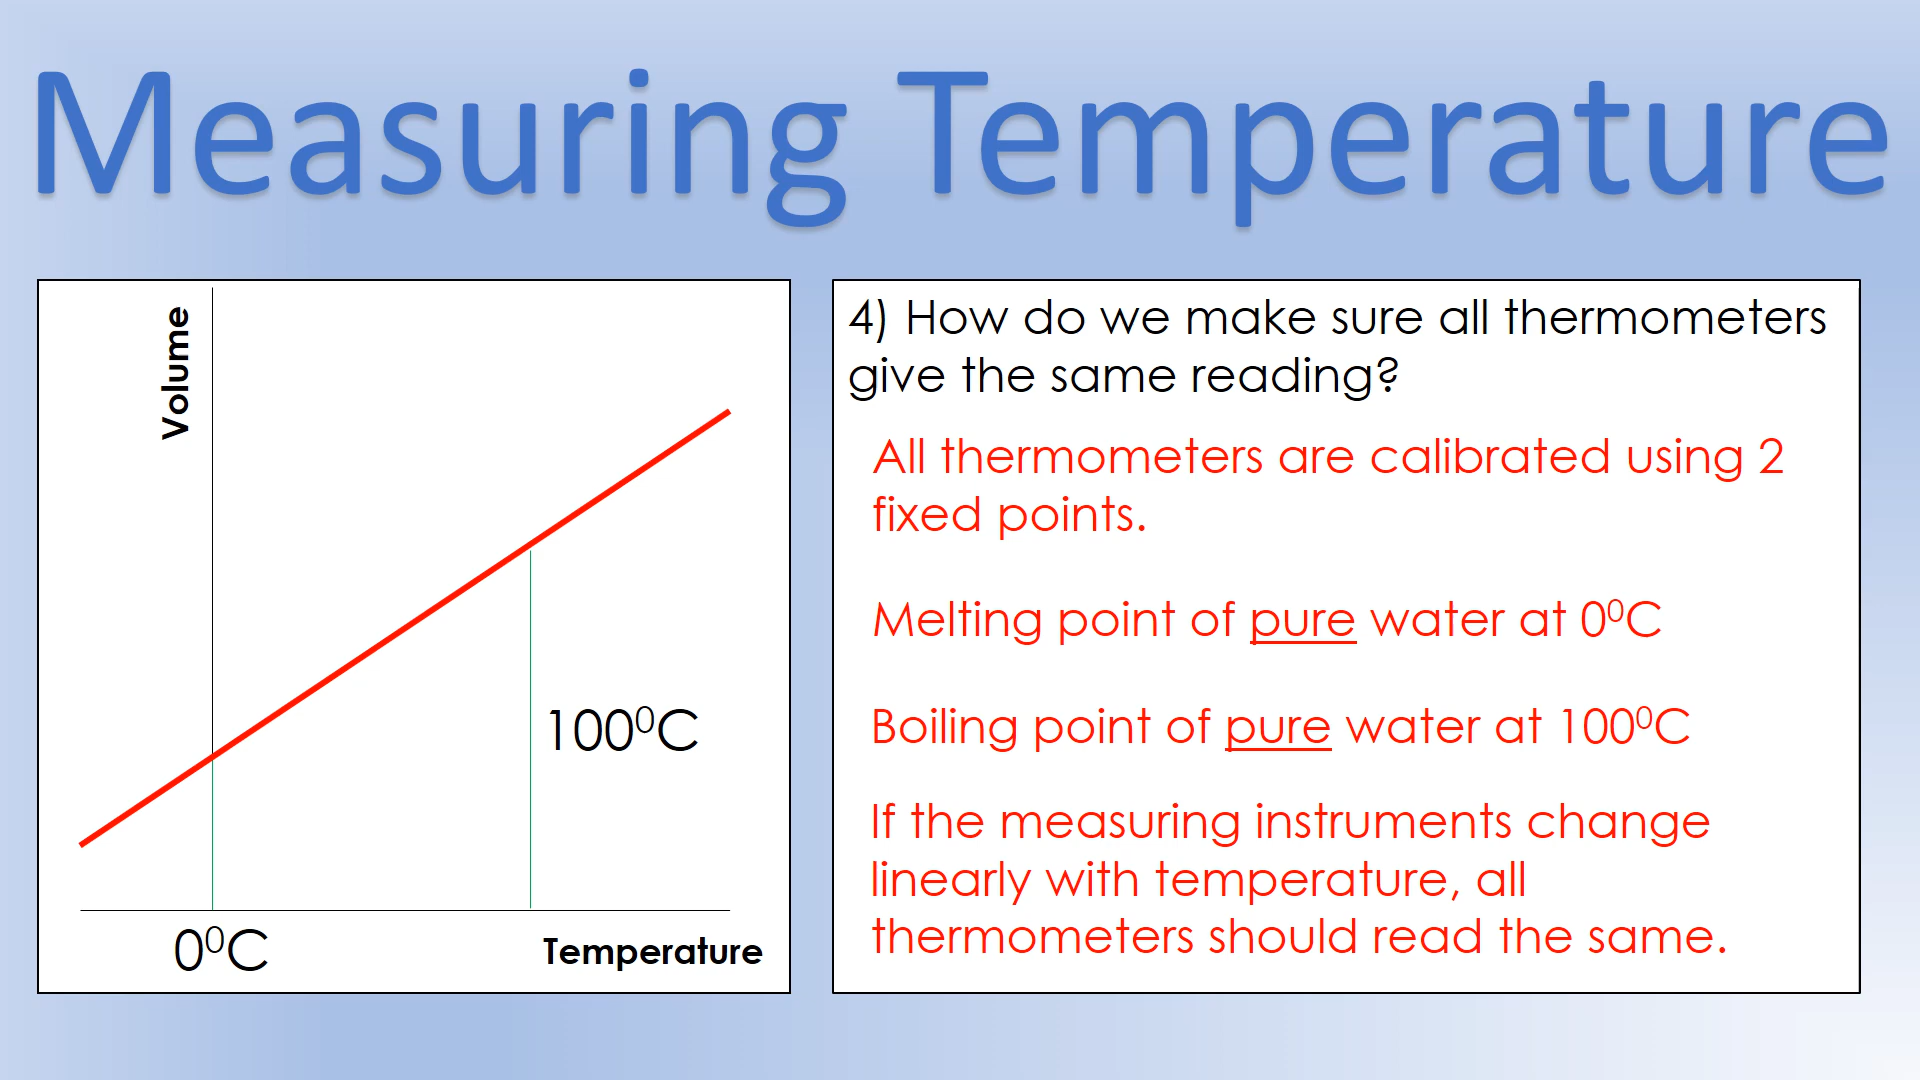 Measuring Temperature
Volume
100⁰C
0⁰C
Temperature
4) How do we make sure all thermometers
give the same reading?
All thermometers are calibrated using 2
fixed points.
Melting point of pure water at 0⁰C
Boiling point of pure water at 100⁰C
If the measuring instruments change
linearly with temperature, all
thermometers should read the same.